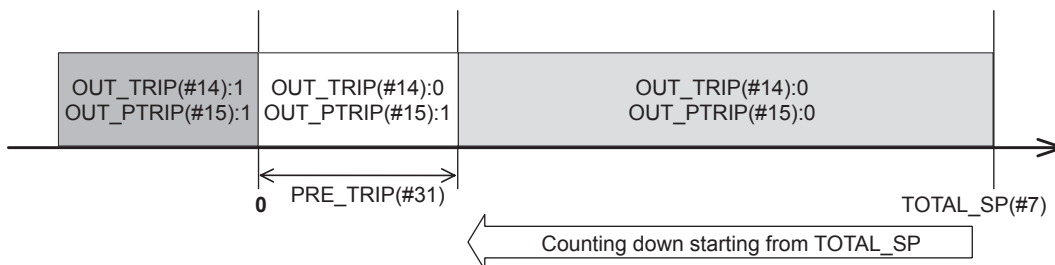 OUT_TRIP(#14):1
OUT_PTRIP(#15):1
OUT_TRIP(#14):0
OUT_PTRIP(#15):1
OUT_TRIP(#14):0
OUT_PTRIP(#15):0
PRE_TRIP(#31)
0
TOTAL_SP(#7)
Counting down starting from TOTAL_SP